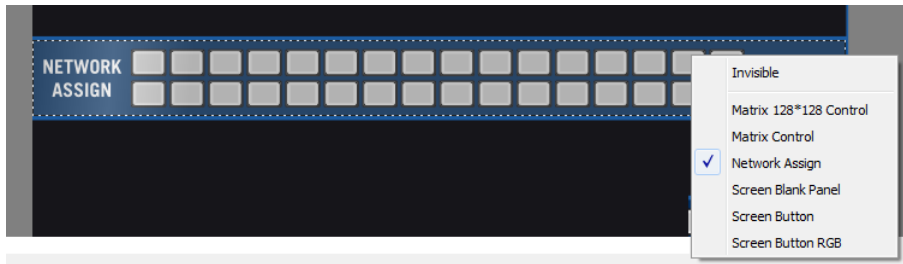 NETWORK
ASSIGN
Invisible
Matrix 128*128 Control
Matrix Control
Network Assign
Screen Blank Panel
Screen Button
Screen Button RGB